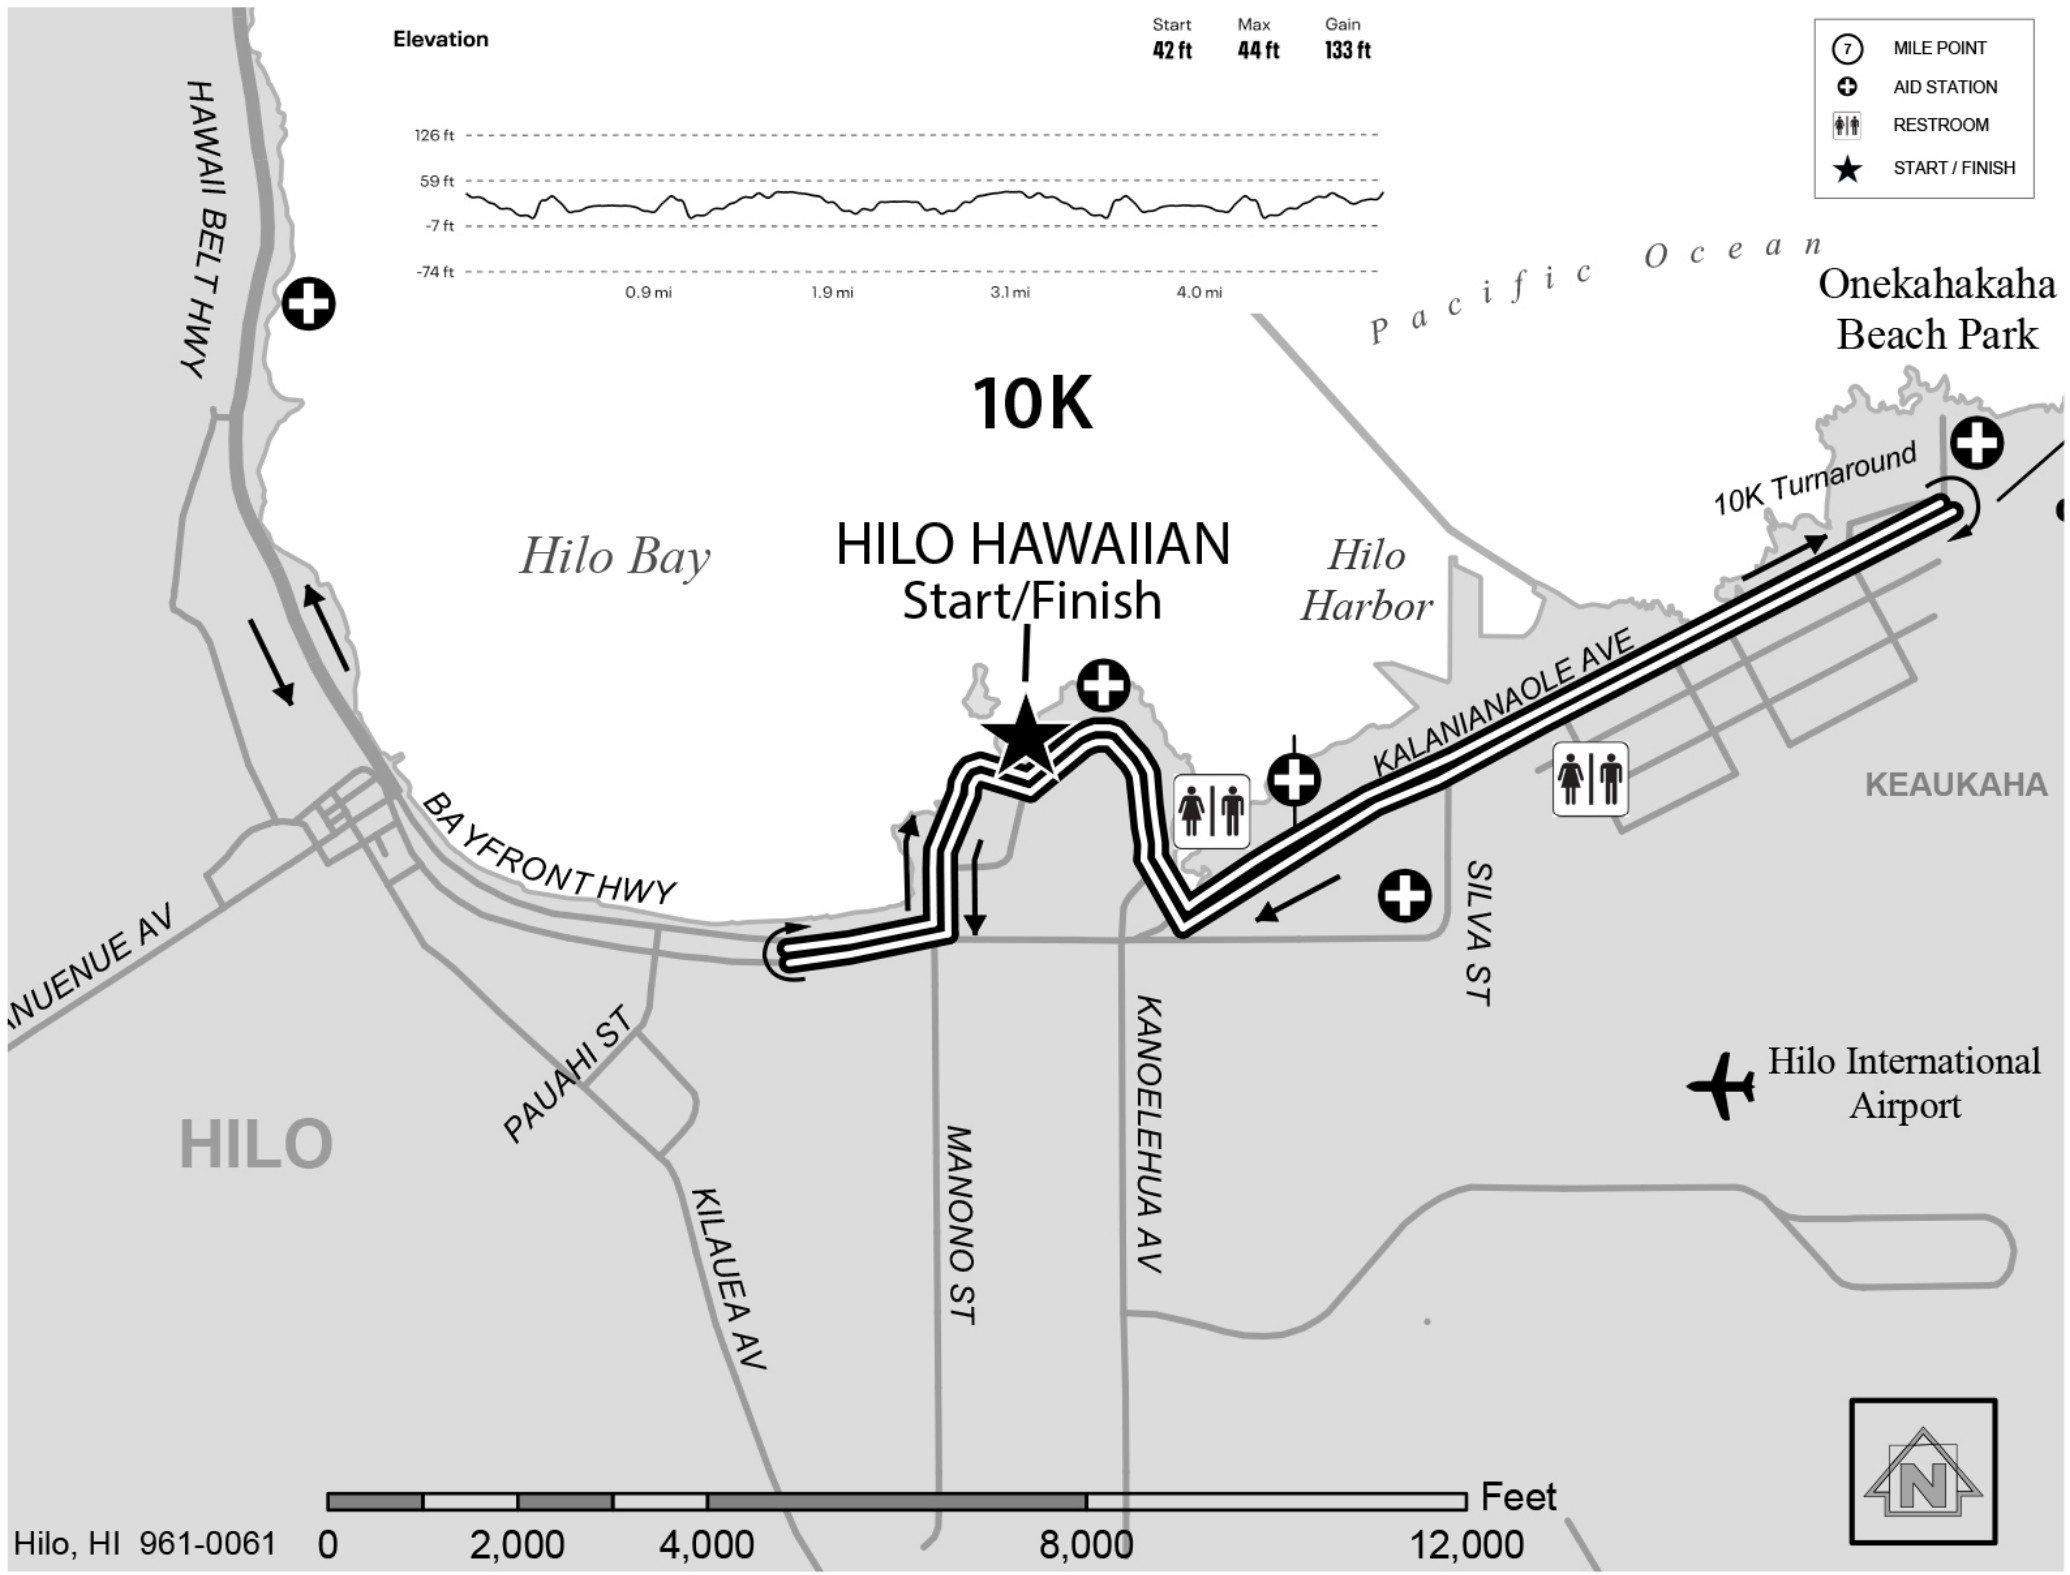 Elevation
Start Max Gain
42 ft 44 ft 133 ft
126 ft
59 ft
-7 ft
-74 ft
0.9 mi 1.9 mi 3.1 mi 4.0 mi
7 MILE POINT
AID STATION
RESTROOM
START / FINISH
HAWAII BELT HWY
Pacific Ocean
Onekahakaha
Beach Park
10K
10K Turnaround
Hilo Bay
HILO HAWAIIAN
Start/Finish
Hilo
Harbor
KALANIANAOLE AVE
KEAUKAHA
BAYFRONT HWY
SILVA ST
ANUENUE AV
PAUAHI ST
KANOELEHUA AV
Hilo International
Airport
HILO
MANONO ST
KILAUEA AV
N
Feet
0 2,000 4,000 8,000 12,000
Hilo, HI 961-0061